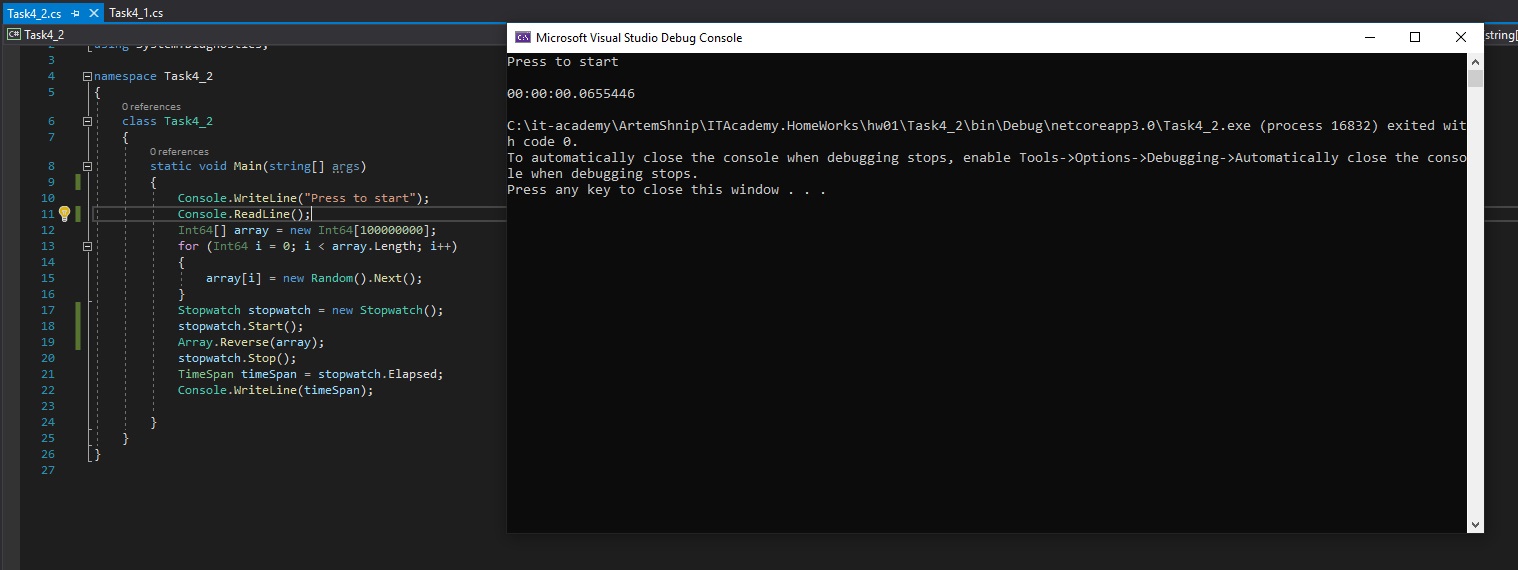 Task4_2.cs
Task4_1.cs
C# Task4_2
string[
2 using System.Diagnostics;
3
4 namespace Task4_2
5 {
0 references
6 class Task4_2
7 {
0 references
8 static void Main(string[] args)
9 {
10 Console.WriteLine("Press to start");
11 Console.ReadLine();
12 Int64[] array = new Int64[100000000];
13 for (Int64 i = 0; i < array.Length; i++)
14 {
15 array[i] = new Random().Next();
16 }
17 Stopwatch stopwatch = new Stopwatch();
18 stopwatch.Start();
19 Array.Reverse(array);
20 stopwatch.Stop();
21 TimeSpan timeSpan = stopwatch.Elapsed;
22 Console.WriteLine(timeSpan);
23
24 }
25 }
26 }
27
C:\ Microsoft Visual Studio Debug Console
Press to start
00:00:00.0655446
C:\it-academy\ArtemShnip\ITAcademy.HomeWorks\hw01\Task4_2\bin\Debug\netcoreapp3.0\Task4_2.exe (process 16832) exited wit
h code 0.
To automatically close the console when debugging stops, enable Tools->Options->Debugging->Automatically close the conso
le when debugging stops.
Press any key to close this window . . .